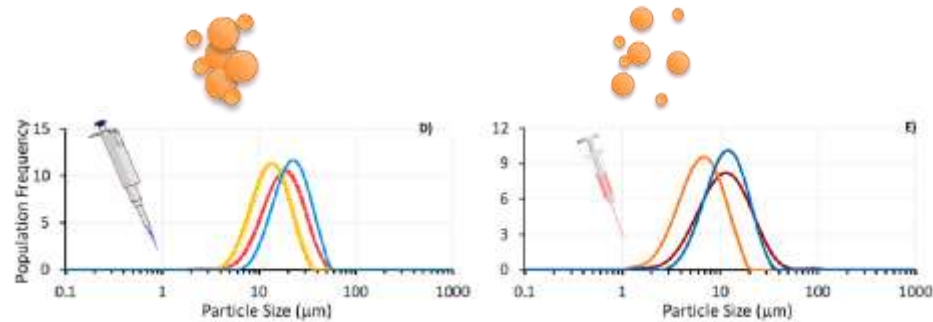 D)
Population Frequency
15
10
5
0
0.1 1 10 100 1000
Particle Size (μm)
E)
12
9
6
3
0
0.1 1 10 100 1000
Particle Size (μm)